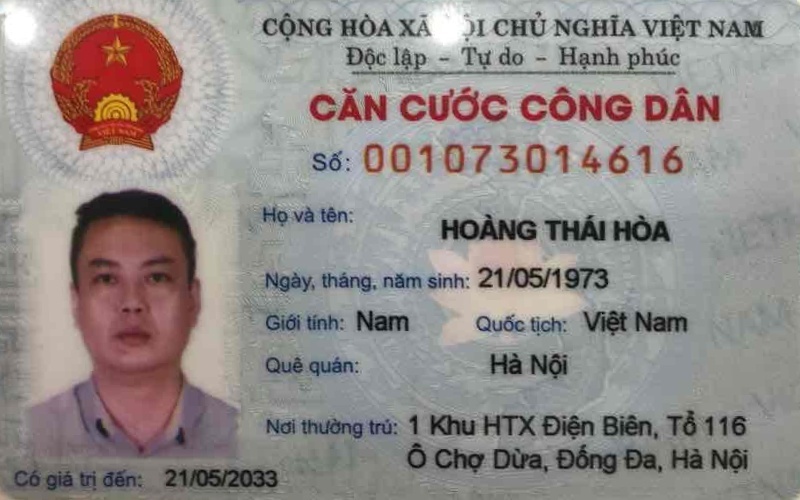 CỘNG HÒA XÃ HỘI CHỦ NGHĨA VIỆT NAM
Độc lập - Tự do - Hạnh phúc
CĂN CƯỚC CÔNG DÂN
Số: 001073014616
Họ và tên:
HOÀNG THÁI HÒA
Ngày, tháng, năm sinh: 21/05/1973
Giới tính: Nam Quốc tịch: Việt Nam
Quê quán: Hà Nội
Nơi thường trú: 1 Khu HTX Điện Biên, Tổ 116
Ô Chợ Dừa, Đống Đa, Hà Nội
Có giá trị đến: 21/05/2033
VIỆT NAM